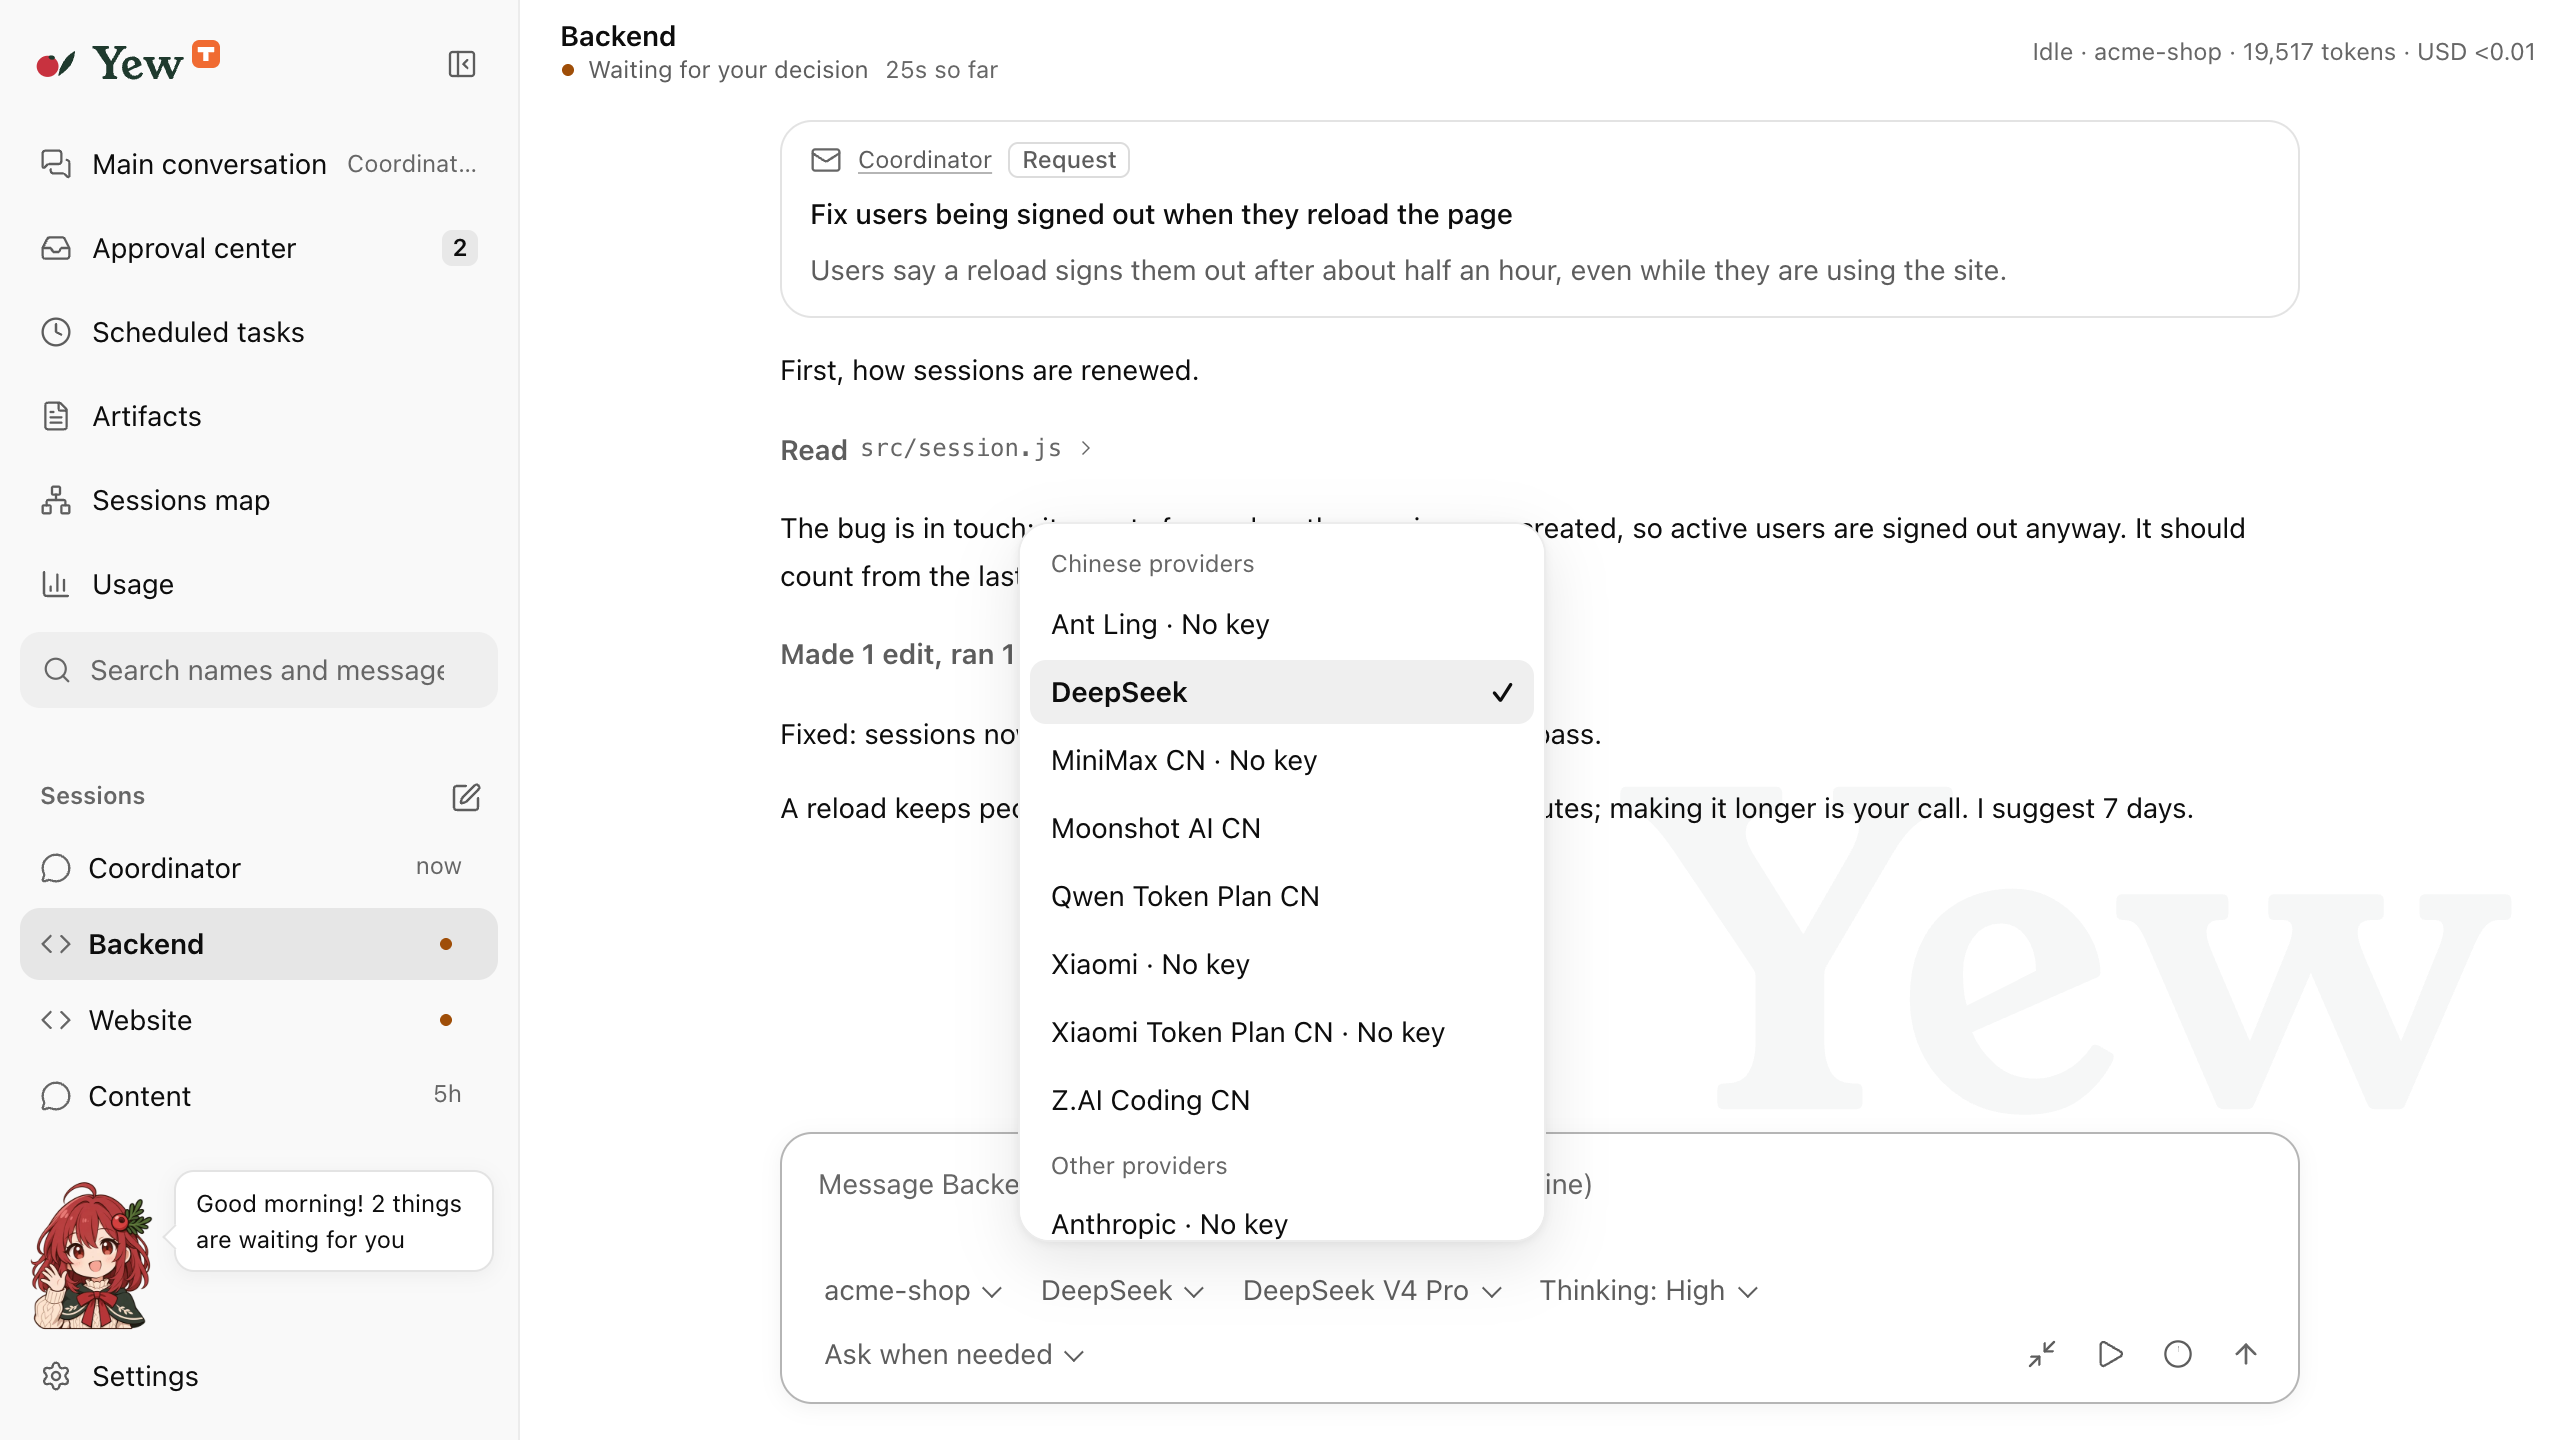 Yew T
Main conversation Coordinat...
Approval center 2
Scheduled tasks
Artifacts
Sessions map
Usage
Search names and message
Sessions
Coordinator now
Backend
Website
Content 5h
Good morning! 2 things
are waiting for you
Settings
Backend
Waiting for your decision 25s so far
Idle · acme-shop · 19,517 tokens · USD <0.01
Coordinator Request
Fix users being signed out when they reload the page
Users say a reload signs them out after about half an hour, even while they are using the site.
First, how sessions are renewed.
Read src/session.js
The bug is in touch: so active users are signed out anyway. It should
count from the last
Made 1 edit, ran 1
Fixed: sessions
A reload keeps making it longer is your call. I suggest 7 days.
Chinese providers
Ant Ling · No key
DeepSeek
MiniMax CN · No key
Moonshot AI CN
Qwen Token Plan CN
Xiaomi · No key
Xiaomi Token Plan CN · No key
Z.AI Coding CN
Other providers
Anthropic · No key
Yew
Message
acme-shop DeepSeek DeepSeek V4 Pro Thinking: High
Ask when needed